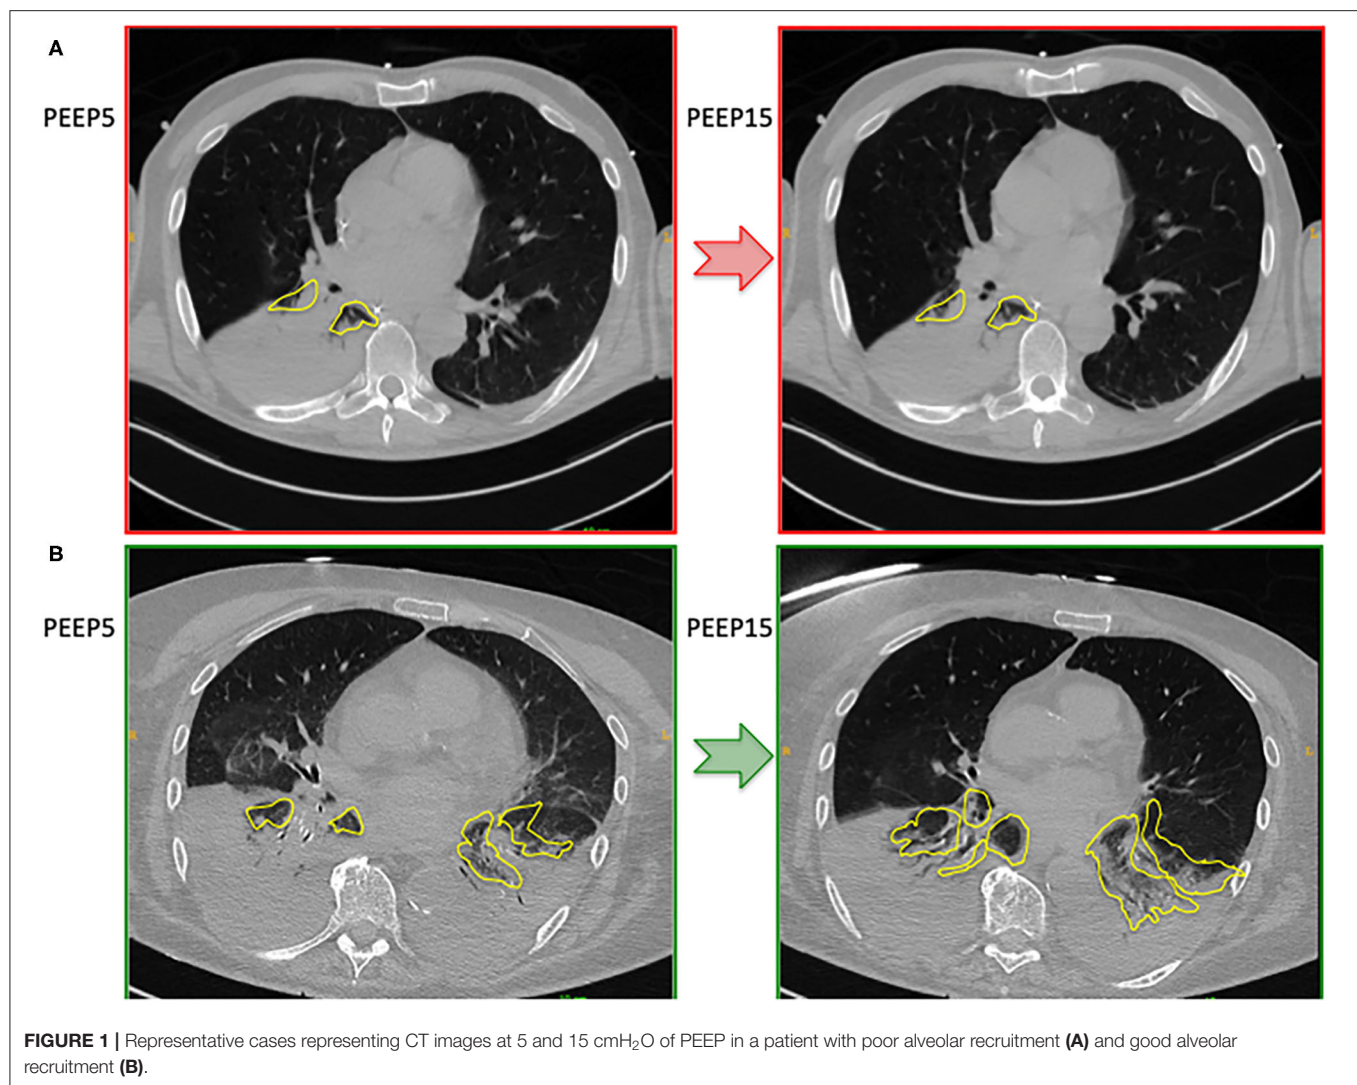 A
PEEP5
PEEP15
R
L
R
L
B
PEEP5
PEEP15
R
L
R
L
FIGURE 1 | Representative cases representing CT images at 5 and 15 cmH₂O of PEEP in a patient with poor alveolar recruitment (A) and good alveolar
recruitment (B).